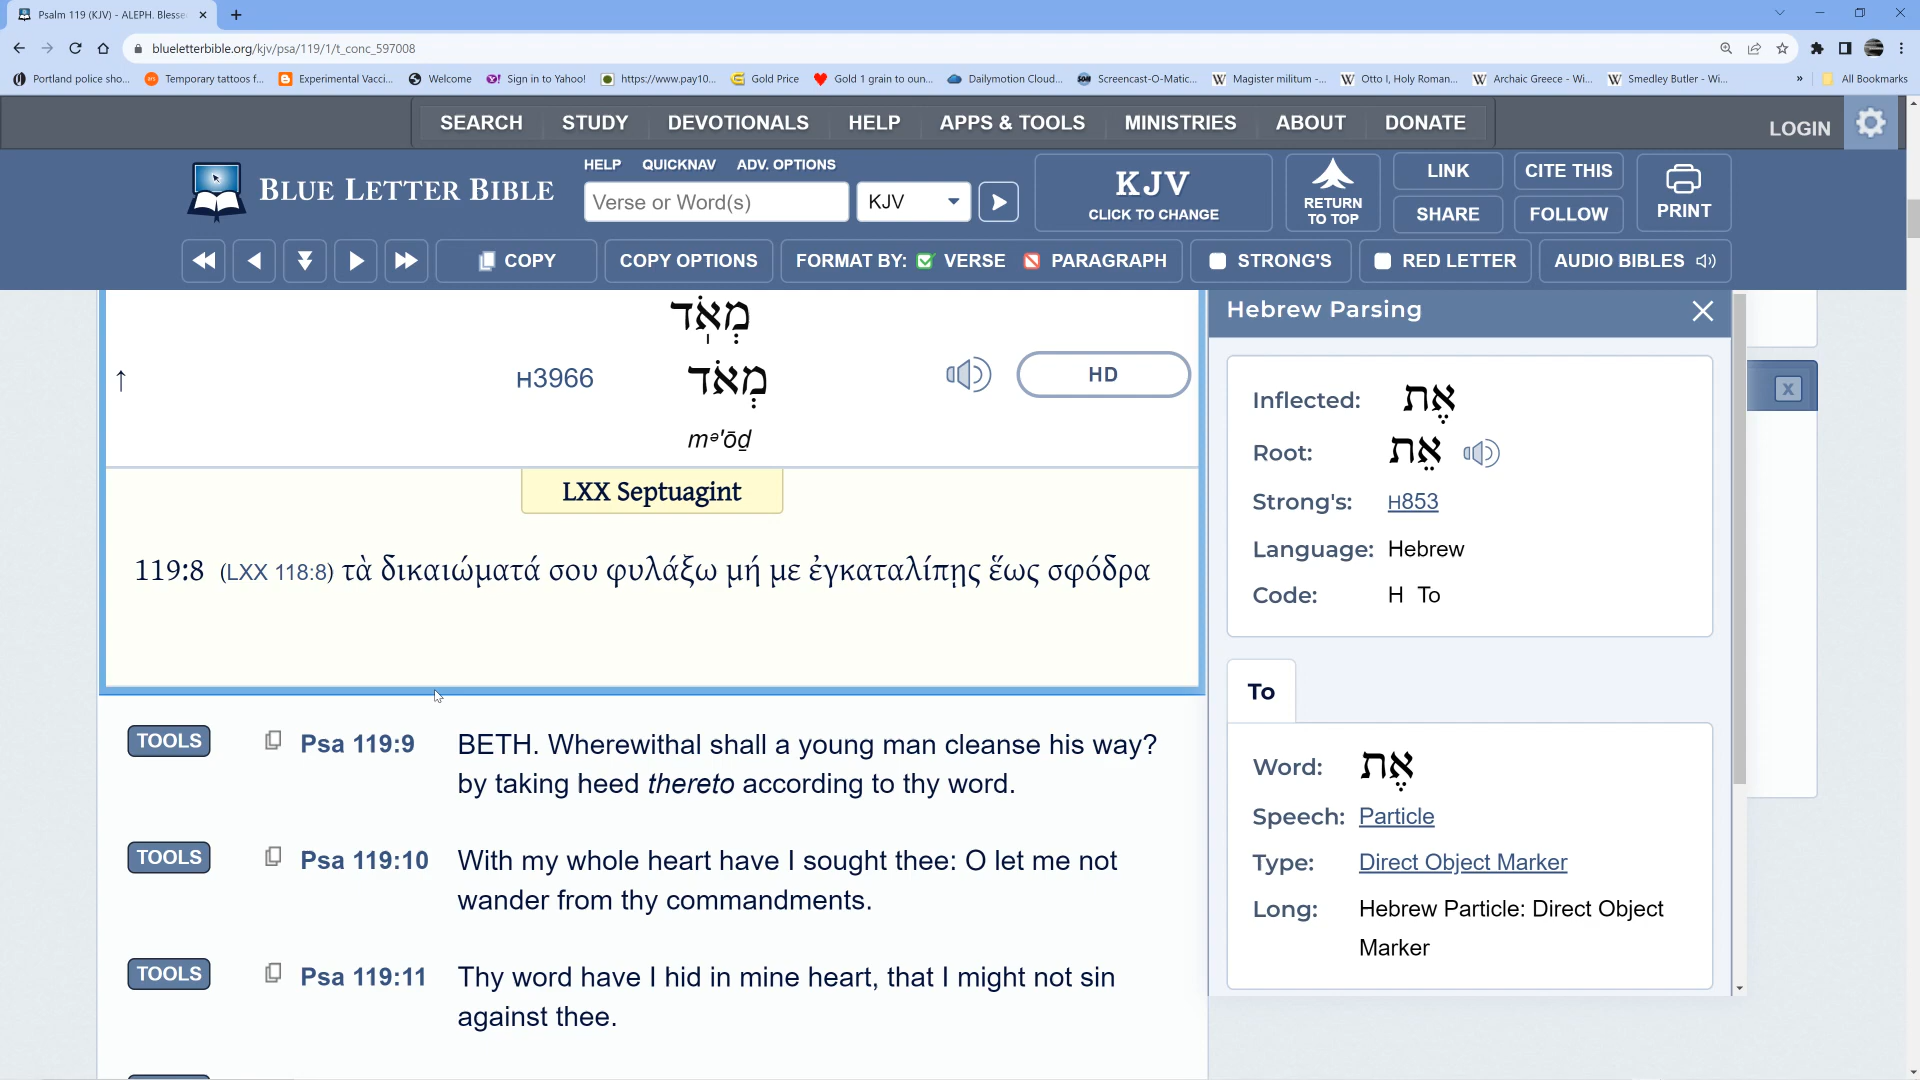 Psalm 119 (KJV) - ALEPH. Blesse
blueletterbible.org/kjv/psa/119/1/t_conc_597008
Portland police sho... Temporary tattoos f... Experimental Vacci... Welcome Sign in to Yahoo! https://www.pay10... Gold Price Gold 1 grain to oun... Dailymotion Cloud... Screencast-O-Matic... Magister militum -... Otto I, Holy Roman... Archaic Greece - Wi... Smedley Butler - Wi... » All Bookmarks
SEARCH STUDY DEVOTIONALS HELP APPS & TOOLS MINISTRIES ABOUT DONATE LOGIN
HELP QUICKNAV ADV. OPTIONS
BLUE LETTER BIBLE
Verse or Word(s) KJV
KJV
CLICK TO CHANGE
RETURN
TO TOP
LINK CITE THIS
SHARE FOLLOW
PRINT
COPY COPY OPTIONS FORMAT BY: VERSE PARAGRAPH STRONG'S RED LETTER AUDIO BIBLES
מְאֹֽד
↑ H3966 מְאֹד HD
mᵊ'ōḏ
LXX Septuagint
119:8 (LXX 118:8) τὰ δικαιώματά σου φυλάξω μή με ἐγκαταλίπῃς ἕως σφόδρα
TOOLS Psa 119:9 BETH. Wherewithal shall a young man cleanse his way?
by taking heed thereto according to thy word.
TOOLS Psa 119:10 With my whole heart have I sought thee: O let me not
wander from thy commandments.
TOOLS Psa 119:11 Thy word have I hid in mine heart, that I might not sin
against thee.
Hebrew Parsing
Inflected: אֶת
Root: אֵת
Strong's: H853
Language: Hebrew
Code: H To
To
Word: אֶת
Speech: Particle
Type: Direct Object Marker
Long: Hebrew Particle: Direct Object
Marker
x